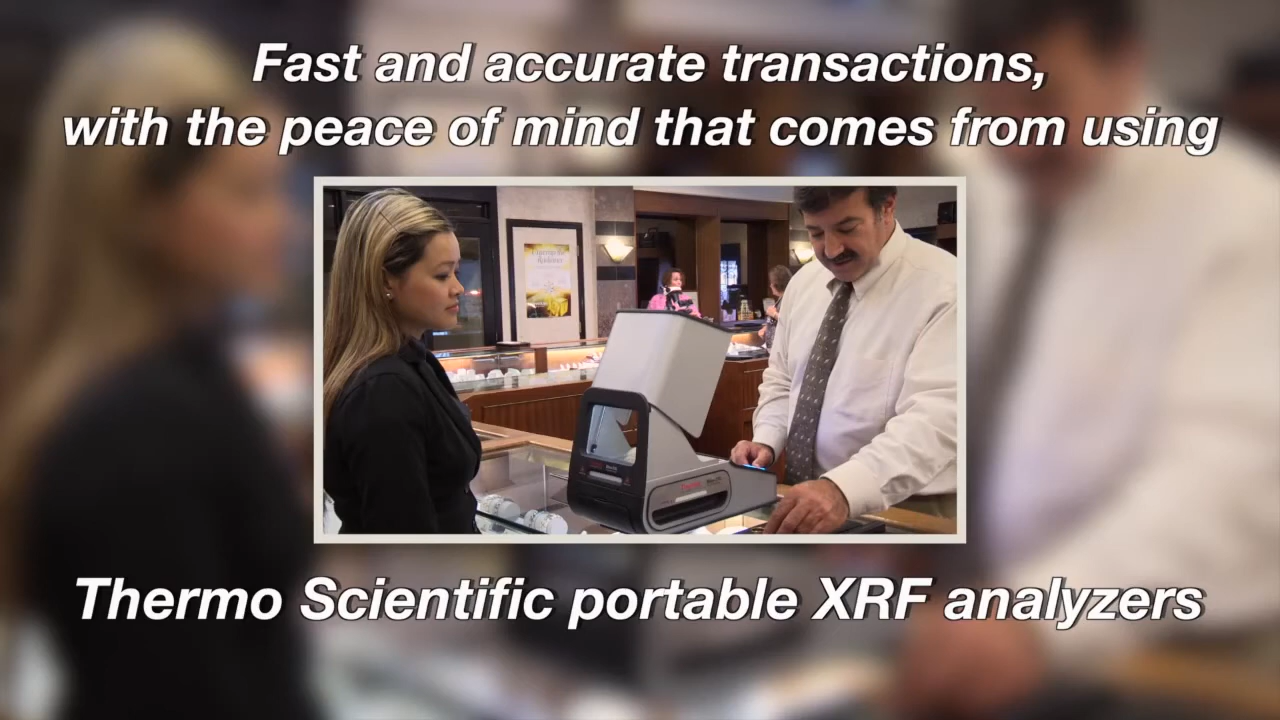 Fast and accurate transactions,
with the peace of mind that comes from using
Thermo Scientific portable XRF analyzers